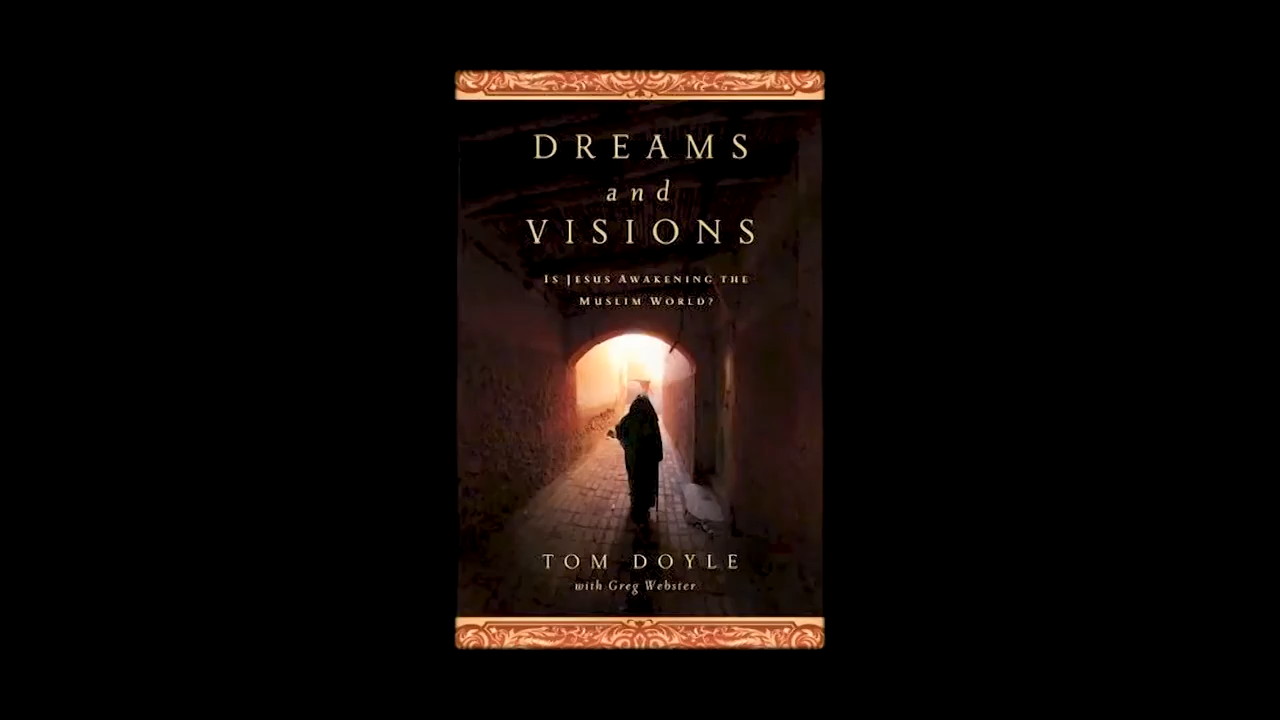 DREAMS
and
VISIONS
Is Jesus Awakening the
Muslim World?
TOM DOYLE
with Greg Webster